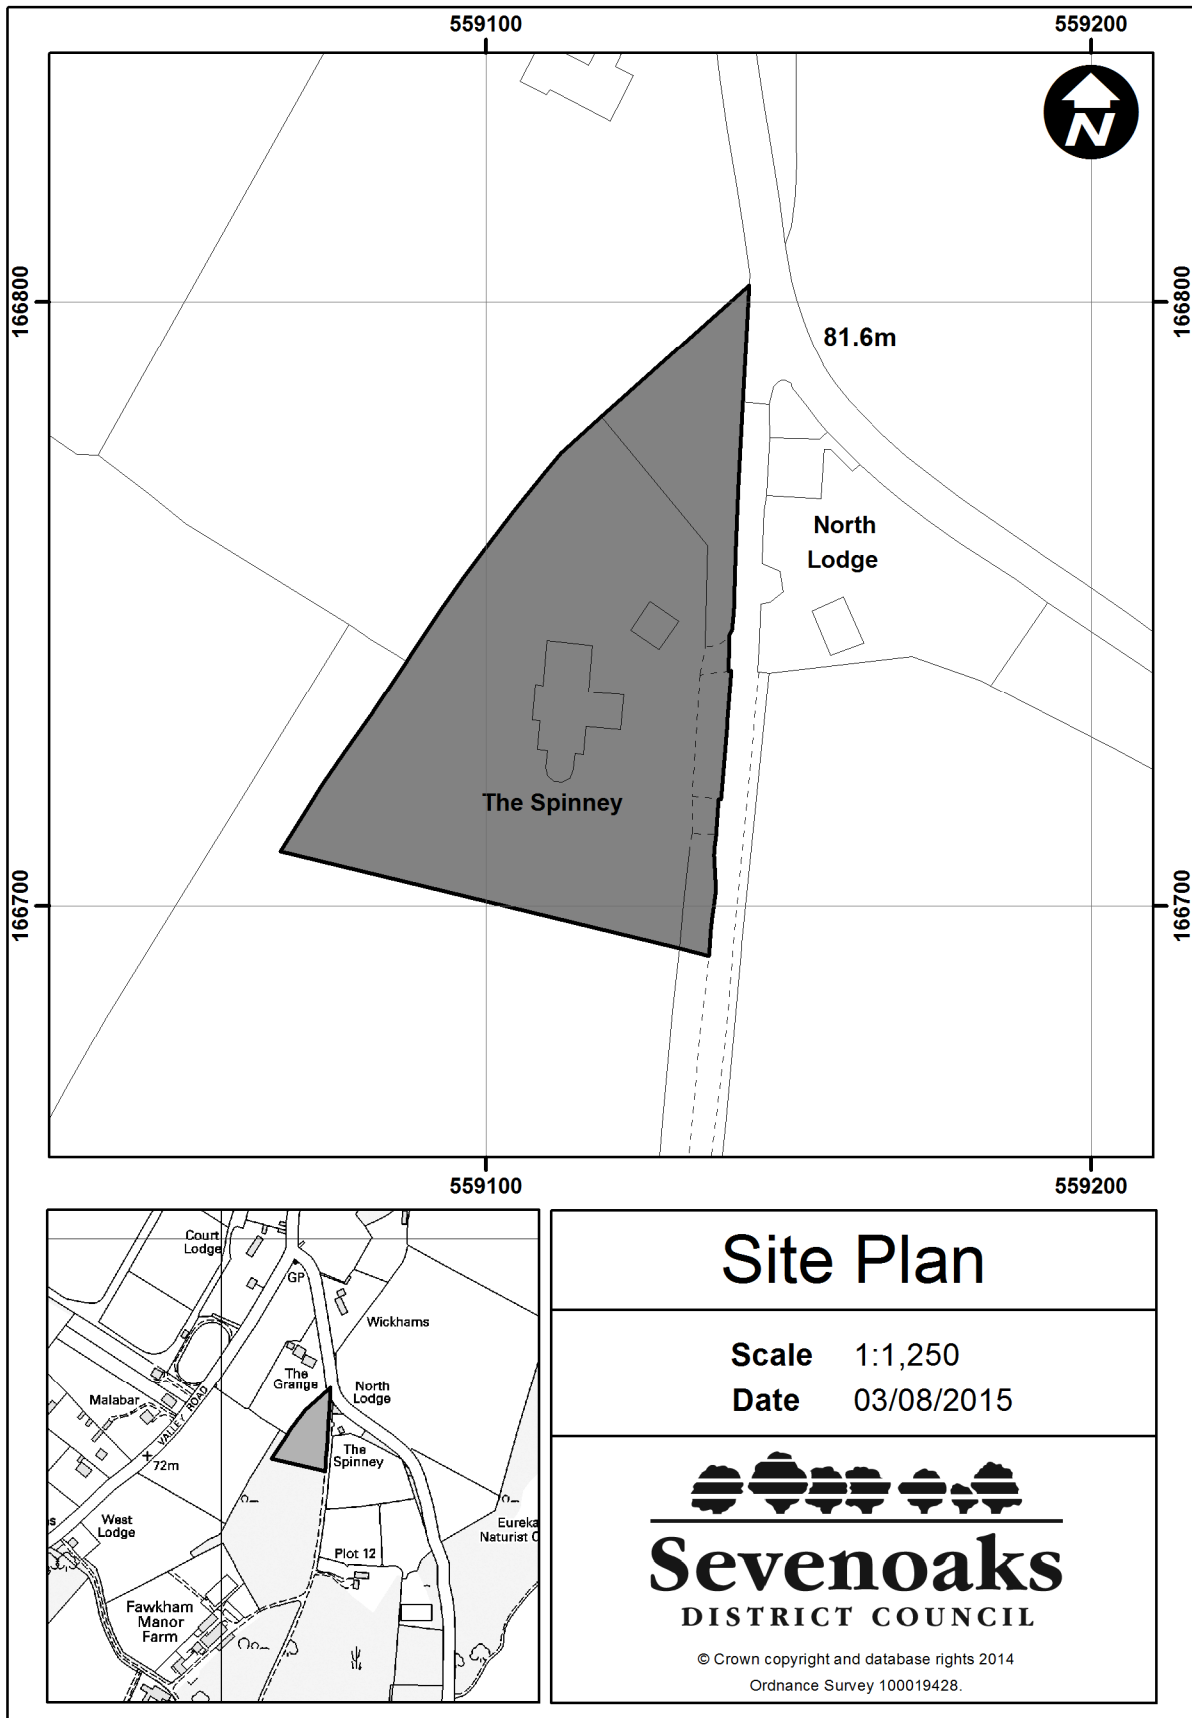 559100
559200
N
166800
166800
81.6m
North
Lodge
The Spinney
166700
166700
559100
559200
Court
Lodge
GP
Wickhams
The
Grange
North
Lodge
Malabar
VALLEY ROAD
72m
The
Spinney
West
Lodge
Eureka
Naturist C
Plot 12
Fawkham
Manor
Farm
Site Plan
Scale 1:1,250
Date 03/08/2015
Sevenoaks
DISTRICT COUNCIL
© Crown copyright and database rights 2014
Ordnance Survey 100019428.